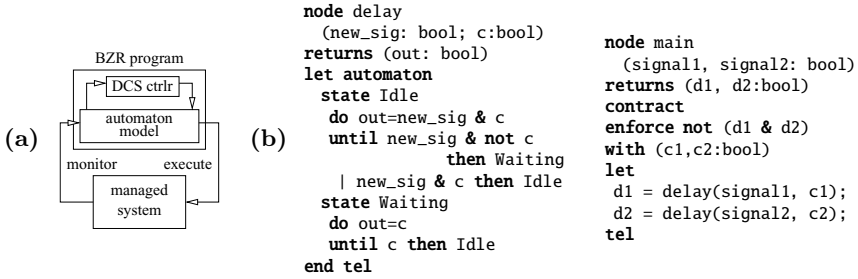 (a)
BZR program
DCS ctrlr
automaton
model
monitor
execute
managed
system
(b)
node delay
(new_sig: bool; c:bool)
returns (out: bool)
let automaton
state Idle
do out=new_sig & c
until new_sig & not c
then Waiting
| new_sig & c then Idle
state Waiting
do out=c
until c then Idle
end tel
node main
(signal1, signal2: bool)
returns (d1, d2:bool)
contract
enforce not (d1 & d2)
with (c1,c2:bool)
let
d1 = delay(signal1, c1);
d2 = delay(signal2, c2);
tel